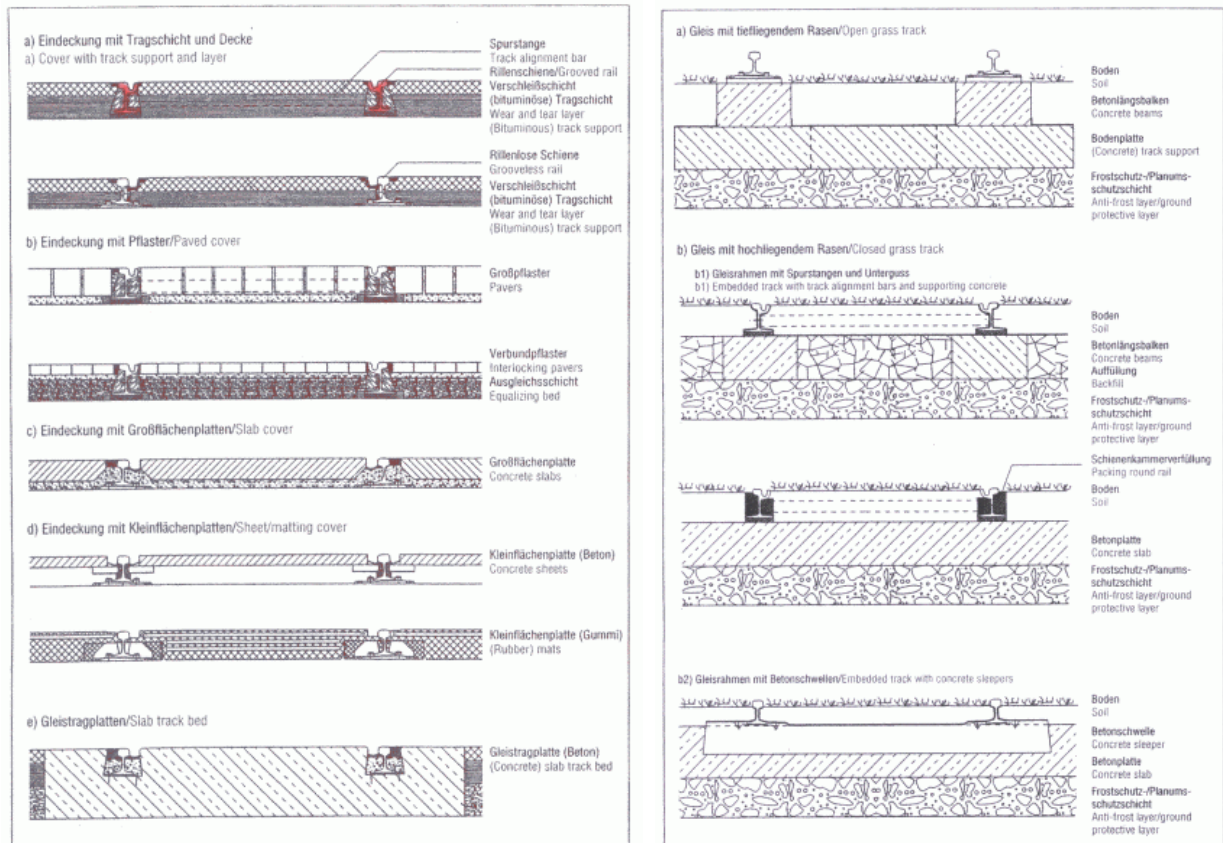 a) Eindeckung mit Tragschicht und Decke
a) Cover with track support and layer
Spurstange
Track alignment bar
Rillenschiene/Grooved rail
Verschleißschicht
(bituminöse) Tragschicht
Wear and tear layer
(Bituminous) track support
Rillenlose Schiene
Grooveless rail
Verschleißschicht
(bituminöse) Tragschicht
Wear and tear layer
(Bituminous) track support
b) Eindeckung mit Pflaster/Paved cover
Großpflaster
Pavers
Verbundpflaster
Interlocking pavers
Ausgleichsschicht
Equalizing bed
c) Eindeckung mit Großflächenplatten/Slab cover
Großflächenplatte
Concrete slabs
d) Eindeckung mit Kleinflächenplatten/Sheet/matting cover
Kleinflächenplatte (Beton)
Concrete sheets
Kleinflächenplatte (Gummi)
(Rubber) mats
e) Gleistragplatten/Slab track bed
Gleistragplatte (Beton)
(Concrete) slab track bed
a) Gleis mit tiefliegendem Rasen/Open grass track
Boden
Soil
Betonlängsbalken
Concrete beams
Bodenplatte
(Concrete) track support
Frostschutz-/Planums-
schutzschicht
Anti-frost layer/ground
protective layer
b) Gleis mit hochliegendem Rasen/Closed grass track
b1) Gleisrahmen mit Spurstangen und Unterguss
b1) Embedded track with track alignment bars and supporting concrete
Boden
Soil
Betonlängsbalken
Concrete beams
Auffüllung
Backfill
Frostschutz-/Planums-
schutzschicht
Anti-frost layer/ground
protective layer
Schienenkammerverfüllung
Packing round rail
Boden
Soil
Betonplatte
Concrete slab
Frostschutz-/Planums-
schutzschicht
Anti-frost layer/ground
protective layer
b2) Gleisrahmen mit Betonschwellen/Embedded track with concrete sleepers
Boden
Soil
Betonschwelle
Concrete sleeper
Betonplatte
Concrete slab
Frostschutz-/Planums-
schutzschicht
Anti-frost layer/ground
protective layer